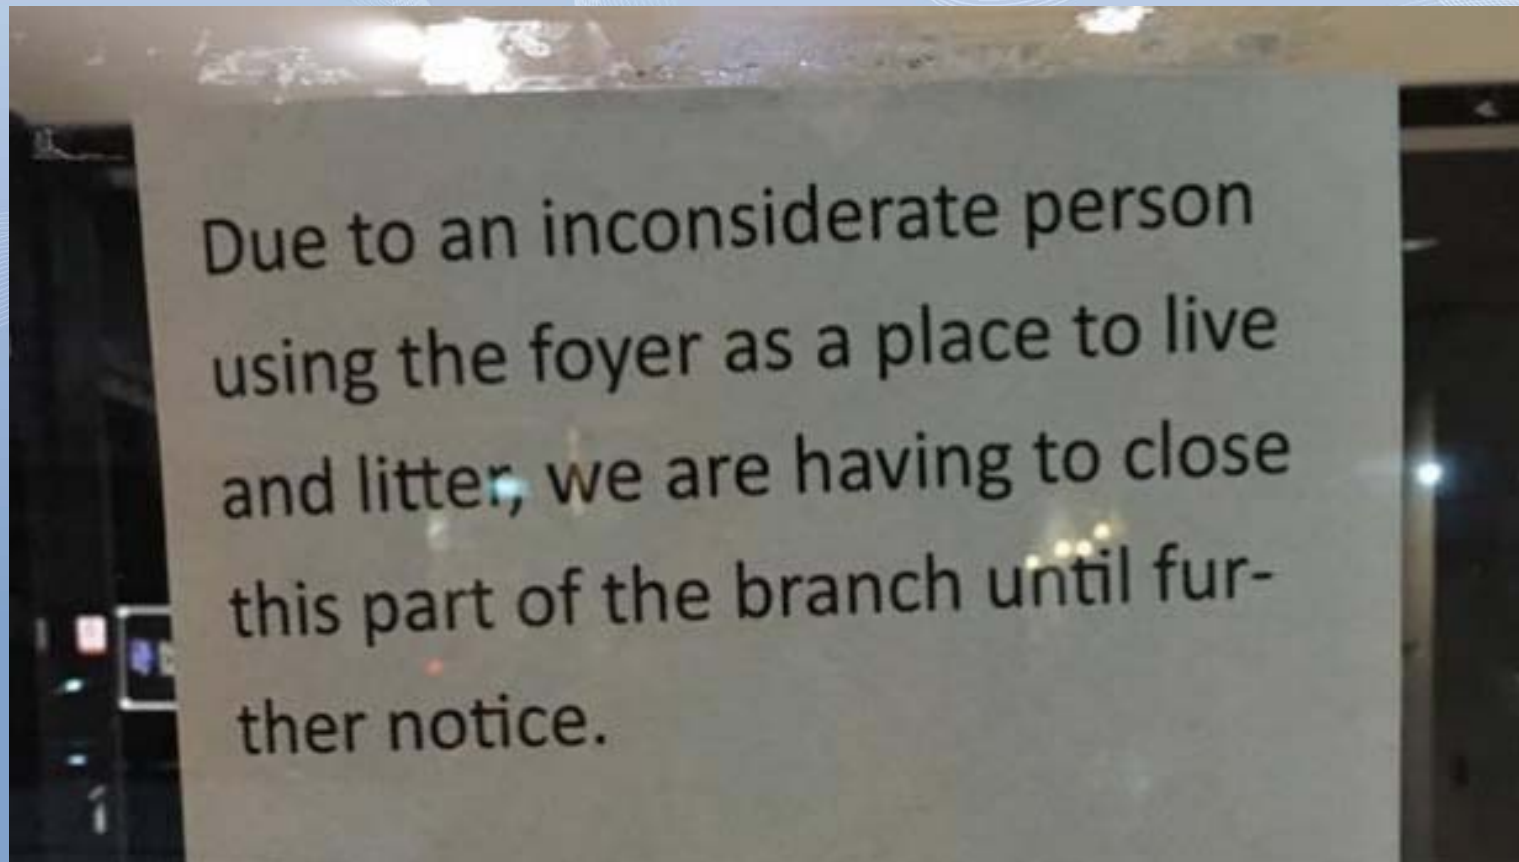 Due to an inconsiderate person
using the foyer as a place to live
and litter, we are having to close
this part of the branch until fur-
ther notice.